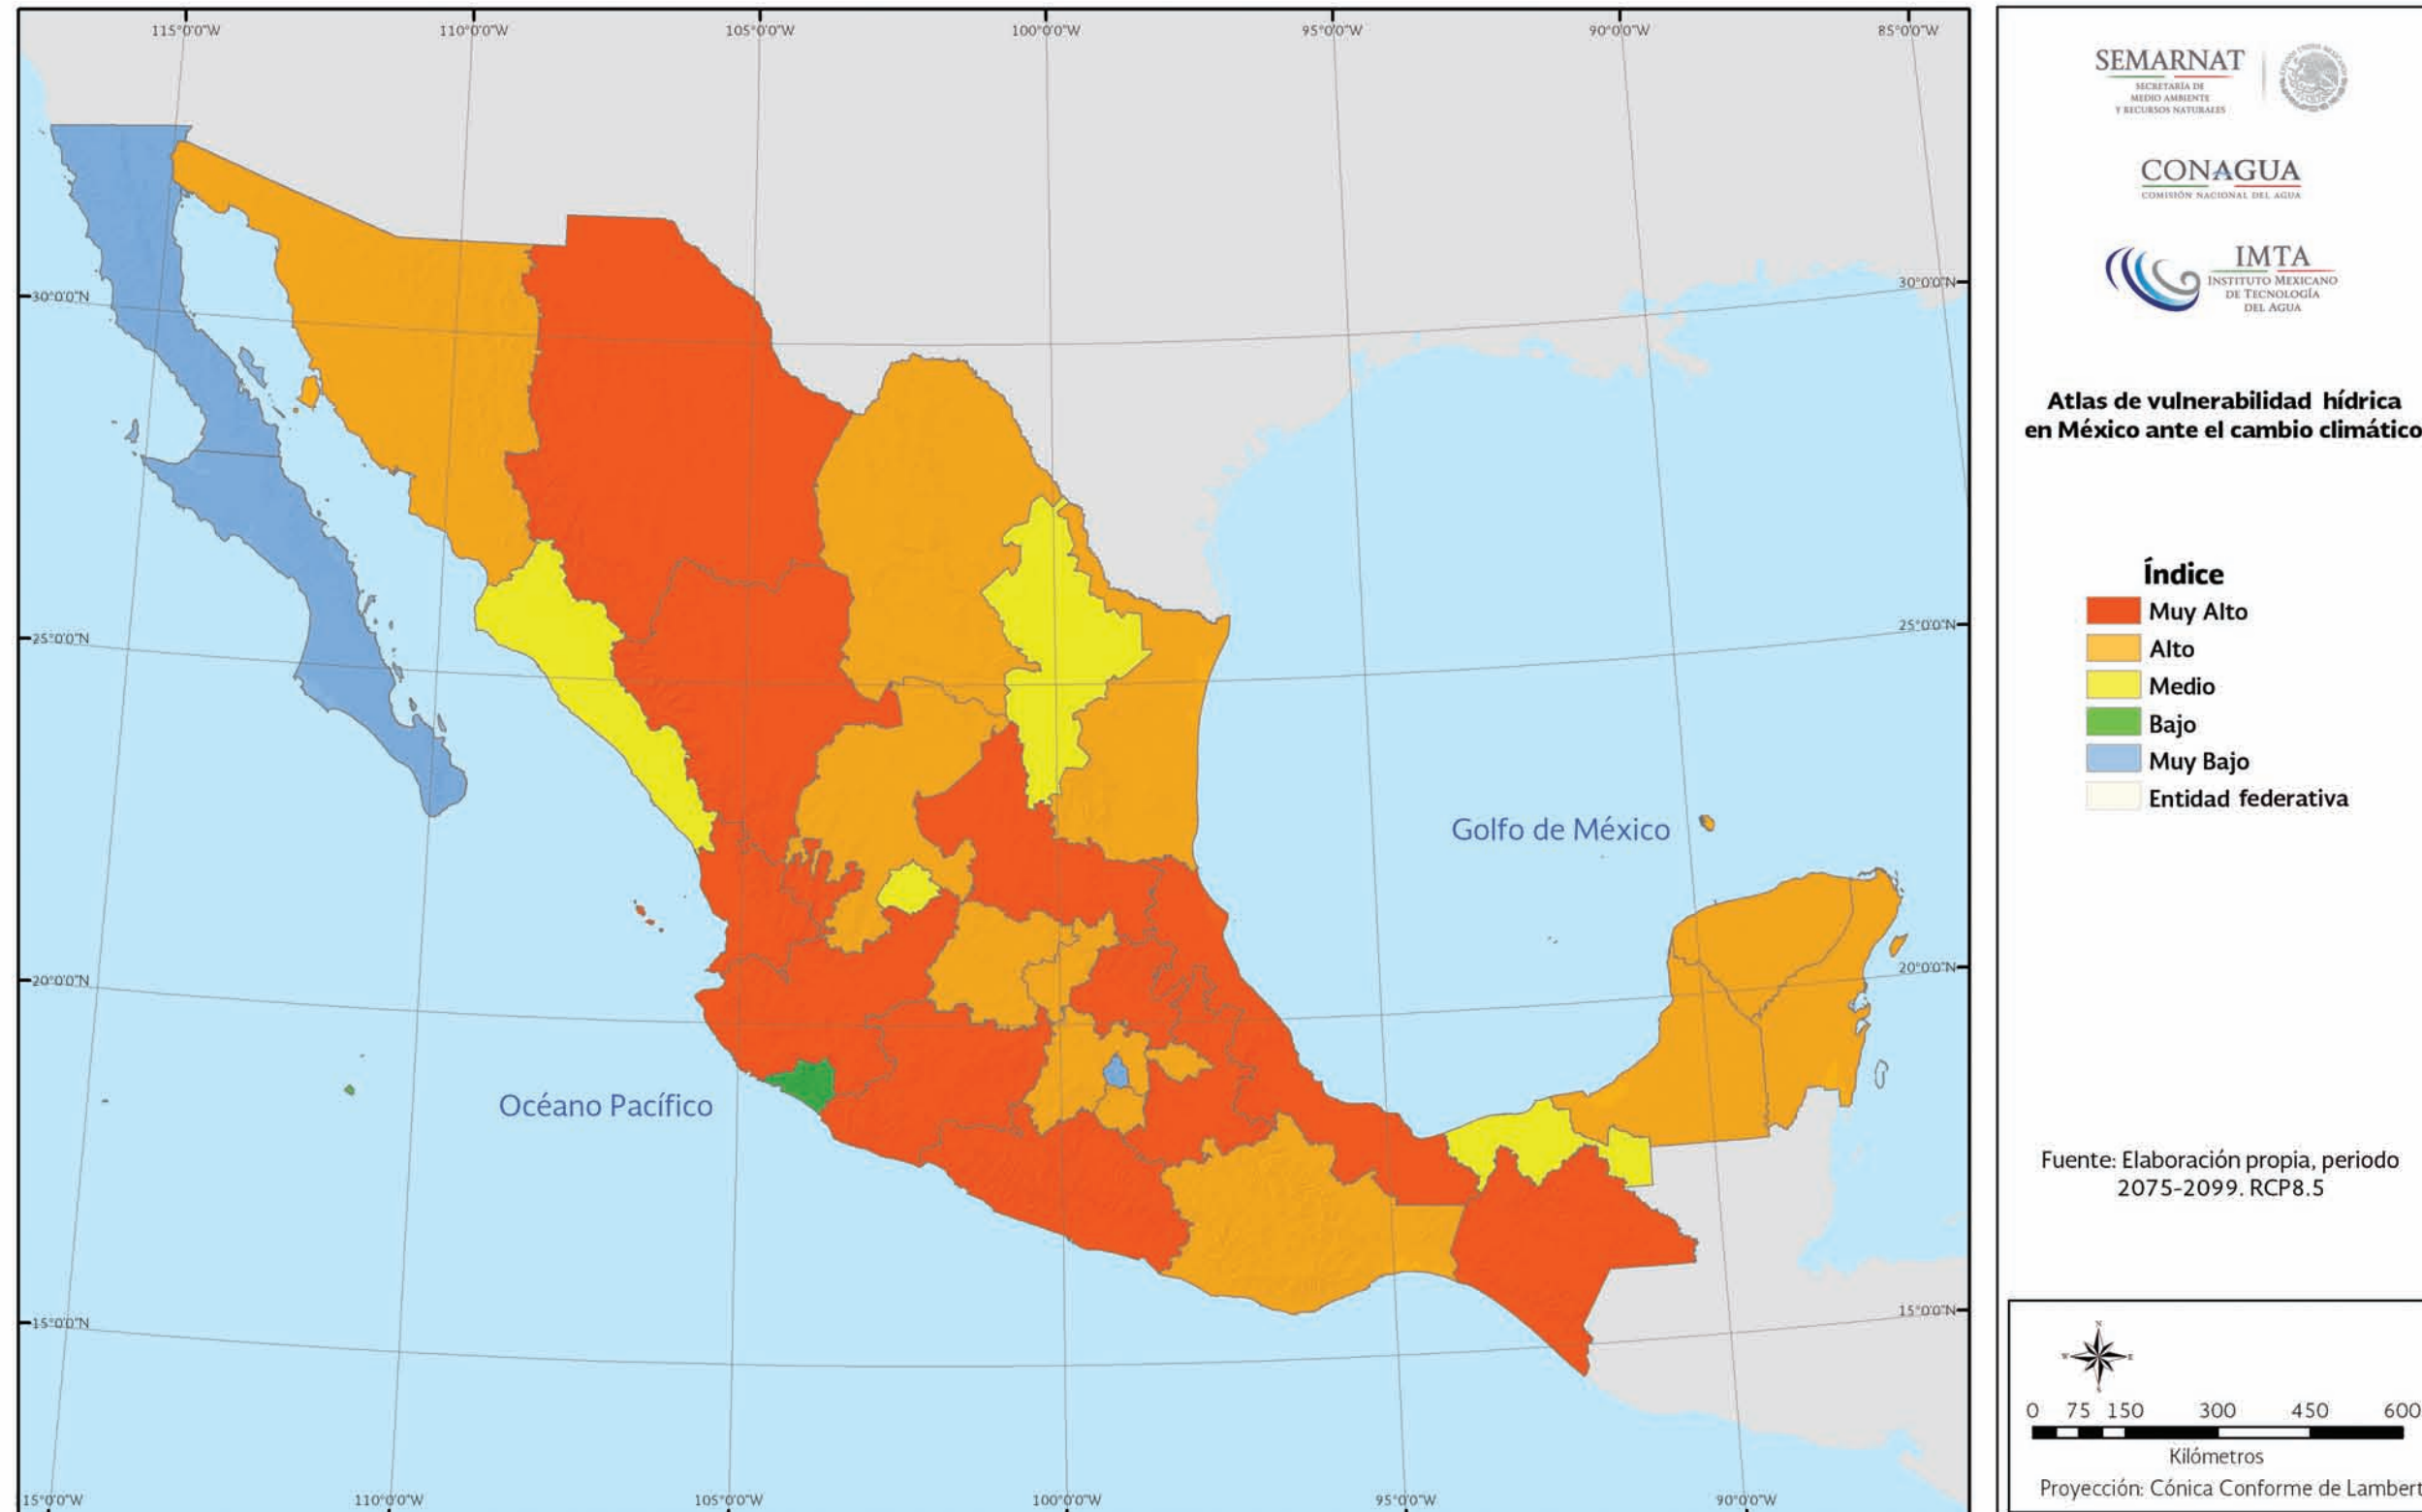 115°0'0"W 110°0'0"W 105°0'0"W 100°0'0"W 95°0'0"W 90°0'0"W 85°0'0"W
30°0'0"N
30°0'0"N
25°0'0"N
25°0'0"N
20°0'0"N
20°0'0"N
15°0'0"N
15°0'0"N
Golfo de México
Océano Pacífico
15°0'0"W 110°0'0"W 105°0'0"W 100°0'0"W 95°0'0"W 90°0'0"W
SEMARNAT
SECRETARÍA DE
MEDIO AMBIENTE
Y RECURSOS NATURALES
CONAGUA
COMISIÓN NACIONAL DEL AGUA
IMTA
INSTITUTO MEXICANO
DE TECNOLOGÍA
DEL AGUA
Atlas de vulnerabilidad hídrica
en México ante el cambio climático
Índice
Muy Alto
Alto
Medio
Bajo
Muy Bajo
Entidad federativa
Fuente: Elaboración propia, periodo
2075-2099. RCP8.5
N
W E
S
0 75 150 300 450 600
Kilómetros
Proyección: Cónica Conforme de Lambert